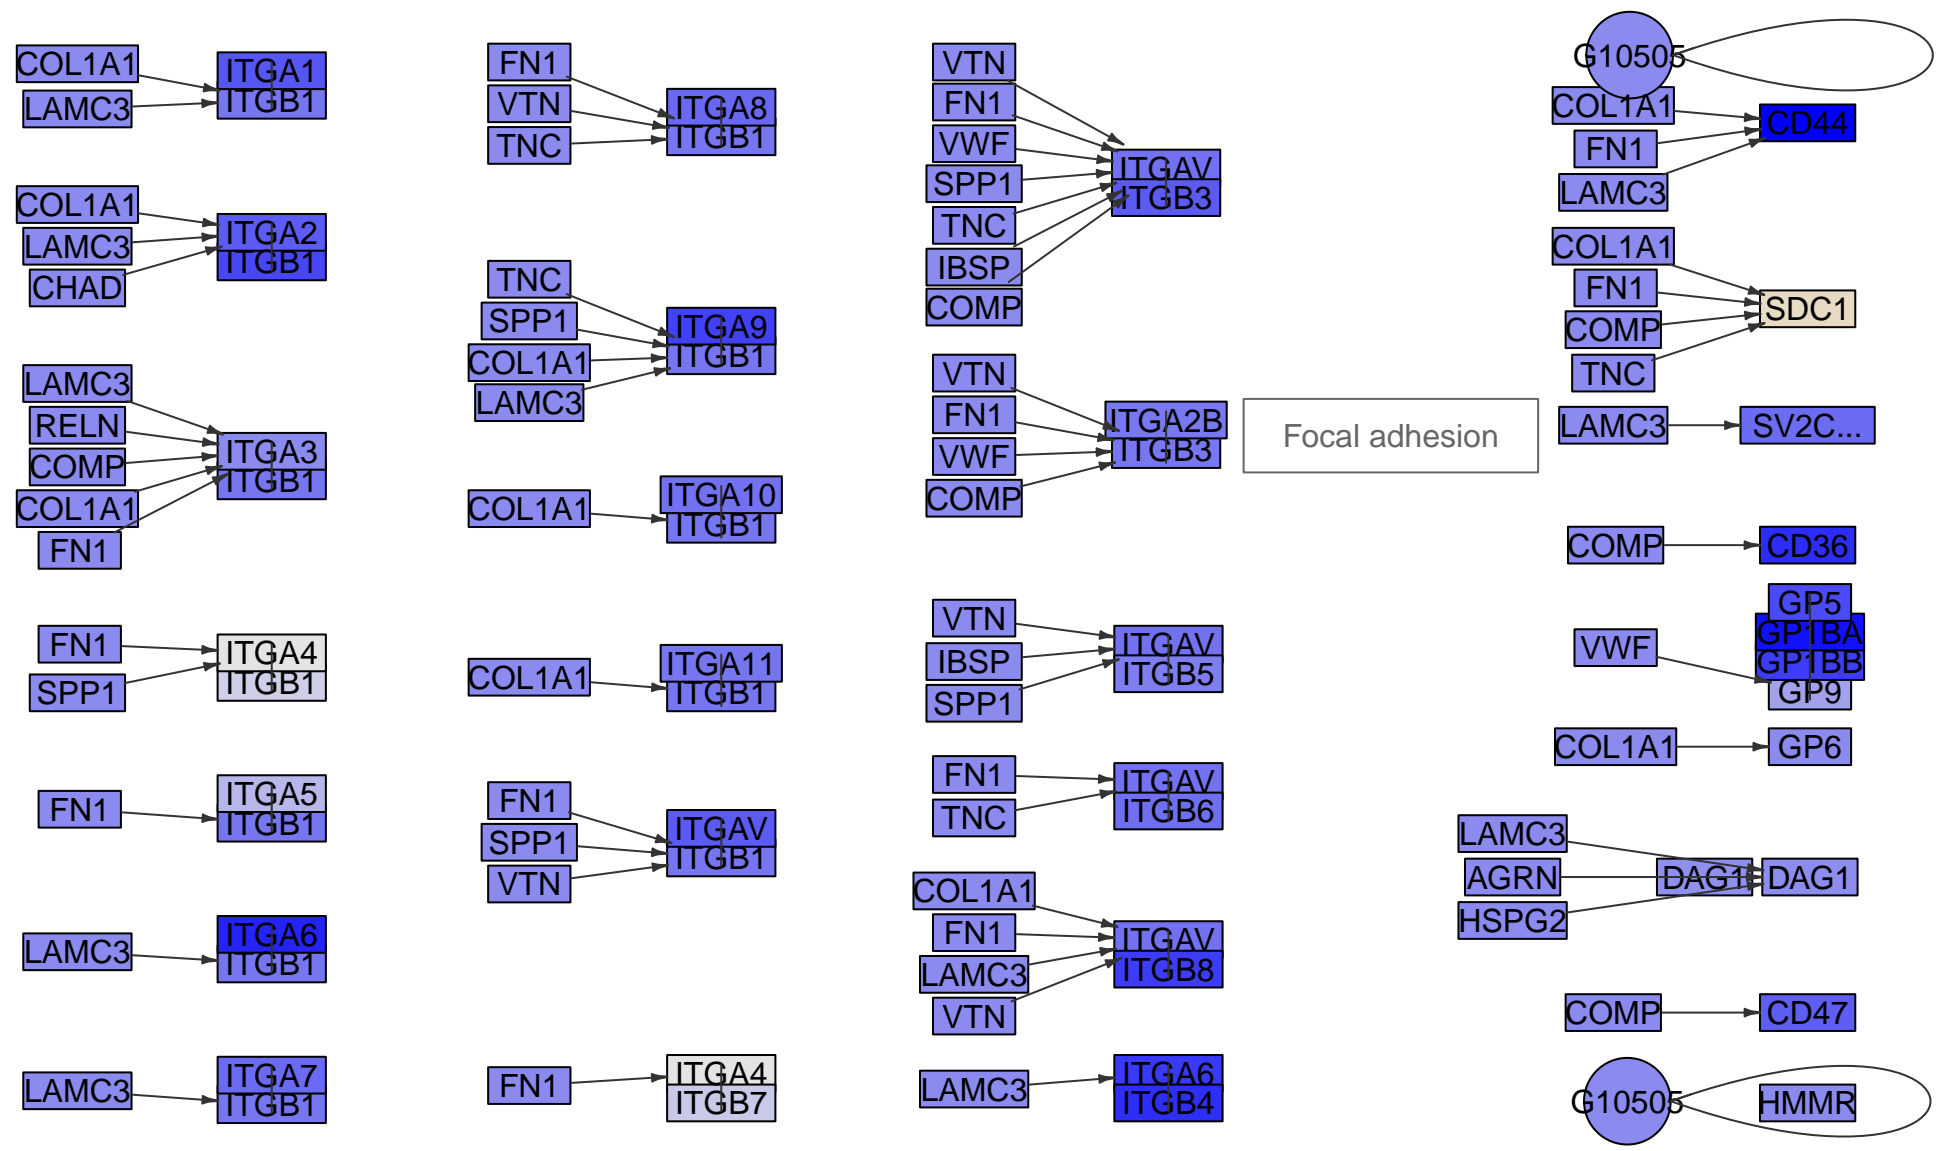 COL1A1
LAMC3
ITGA1
ITGB1
COL1A1
LAMC3
CHAD
ITGA2
ITGB1
LAMC3
RELN
COMP
COL1A1
FN1
ITGA3
ITGB1
FN1
SPP1
ITGA4
ITGB1
FN1
ITGA5
ITGB1
LAMC3
ITGA6
ITGB1
LAMC3
ITGA7
ITGB1
FN1
VTN
TNC
ITGA8
ITGB1
TNC
SPP1
COL1A1
LAMC3
ITGA9
ITGB1
COL1A1
ITGA10
ITGB1
COL1A1
ITGA11
ITGB1
FN1
SPP1
VTN
ITGAV
ITGB1
FN1
ITGA4
ITGB7
VTN
FN1
VWF
SPP1
TNC
IBSP
COMP
ITGAV
ITGB3
VTN
FN1
VWF
COMP
ITGA2B
ITGB3
Focal adhesion
VTN
IBSP
SPP1
ITGAV
ITGB5
FN1
TNC
ITGAV
ITGB6
COL1A1
FN1
LAMC3
VTN
ITGAV
ITGB8
LAMC3
ITGA6
ITGB4
G10505
COL1A1
FN1
LAMC3
CD44
COL1A1
FN1
COMP
TNC
SDC1
LAMC3
SV2C...
COMP
CD36
VWF
GP5
GP1BA
GP1BB
GP9
COL1A1
GP6
LAMC3
AGRN
HSPG2
DAG1
DAG1
COMP
CD47
G10505
HMMR